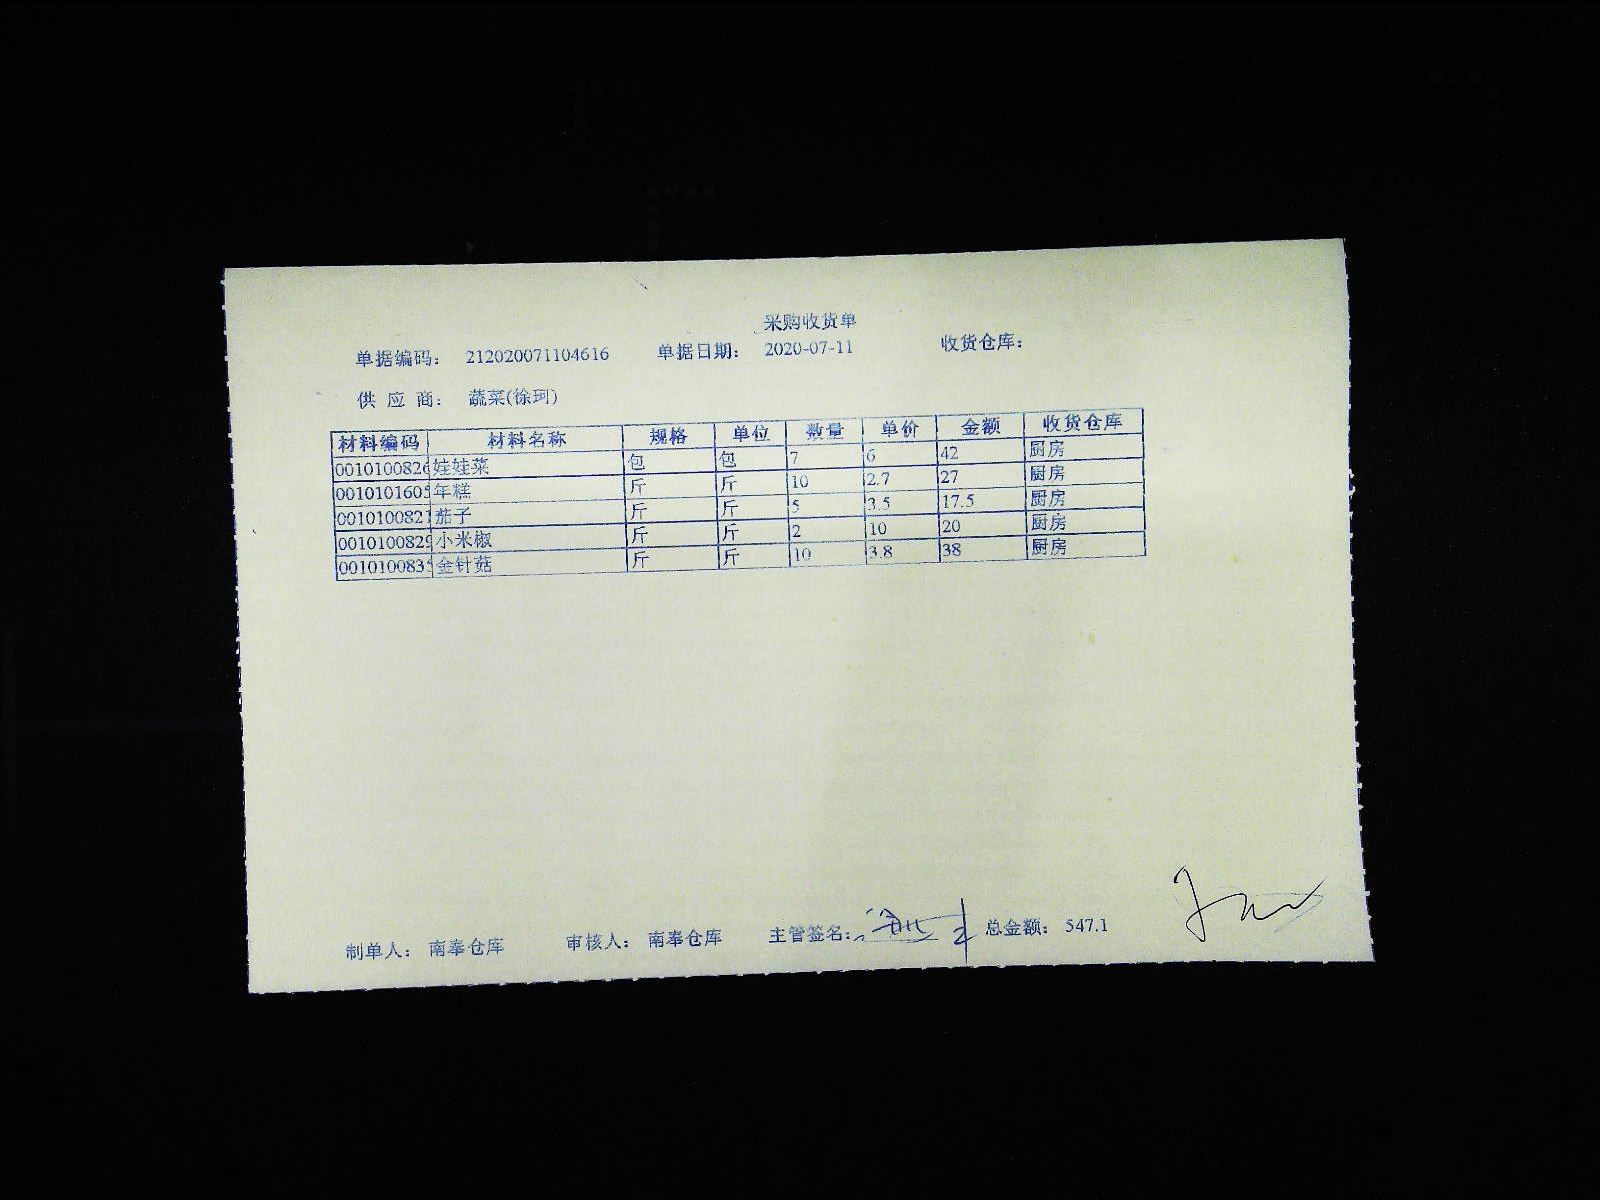 采购收货单
单据编码： 212020071104616 单据日期： 2020-07-11 收货仓库：
供 应 商： 蔬菜(徐珂)
材料编码 材料名称 规格 单位 数量 单价 金额 收货仓库
0010100826 娃娃菜 包 包 7 6 42 厨房
0010101605 年糕 斤 斤 10 2.7 27 厨房
0010100821 茄子 斤 斤 5 3.5 17.5 厨房
0010100829 小米椒 斤 斤 2 10 20 厨房
0010100835 金针菇 斤 斤 10 3.8 38 厨房
制单人： 南奉仓库 审核人： 南奉仓库 主管签名： 总金额： 547.1